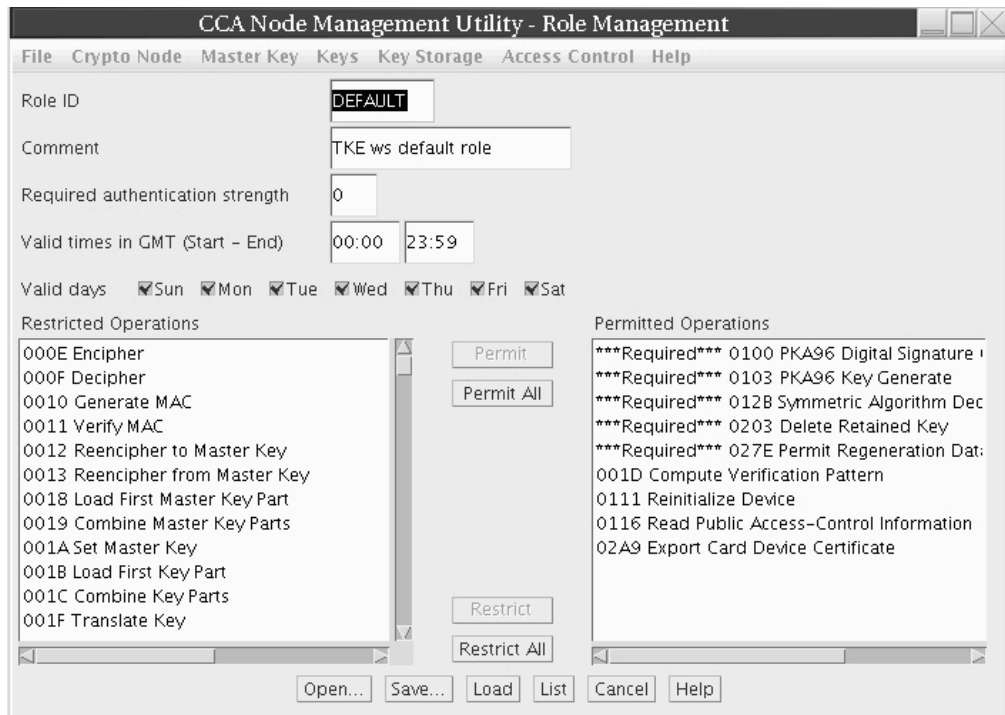 CCA Node Management Utility - Role Management
File Crypto Node Master Key Keys Key Storage Access Control Help
Role ID DEFAULT
Comment TKE ws default role
Required authentication strength 0
Valid times in GMT (Start - End) 00:00 23:59
Valid days Sun Mon Tue Wed Thu Fri Sat
Restricted Operations
000E Encipher
000F Decipher
0010 Generate MAC
0011 Verify MAC
0012 Reencipher to Master Key
0013 Reencipher from Master Key
0018 Load First Master Key Part
0019 Combine Master Key Parts
001A Set Master Key
001B Load First Key Part
001C Combine Key Parts
001F Translate Key
Permit
Permit All
Restrict
Restrict All
Permitted Operations
***Required*** 0100 PKA96 Digital Signature
***Required*** 0103 PKA96 Key Generate
***Required*** 012B Symmetric Algorithm Dec
***Required*** 0203 Delete Retained Key
***Required*** 027E Permit Regeneration Data
001D Compute Verification Pattern
0111 Reinitialize Device
0116 Read Public Access-Control Information
02A9 Export Card Device Certificate
Open... Save... Load List Cancel Help